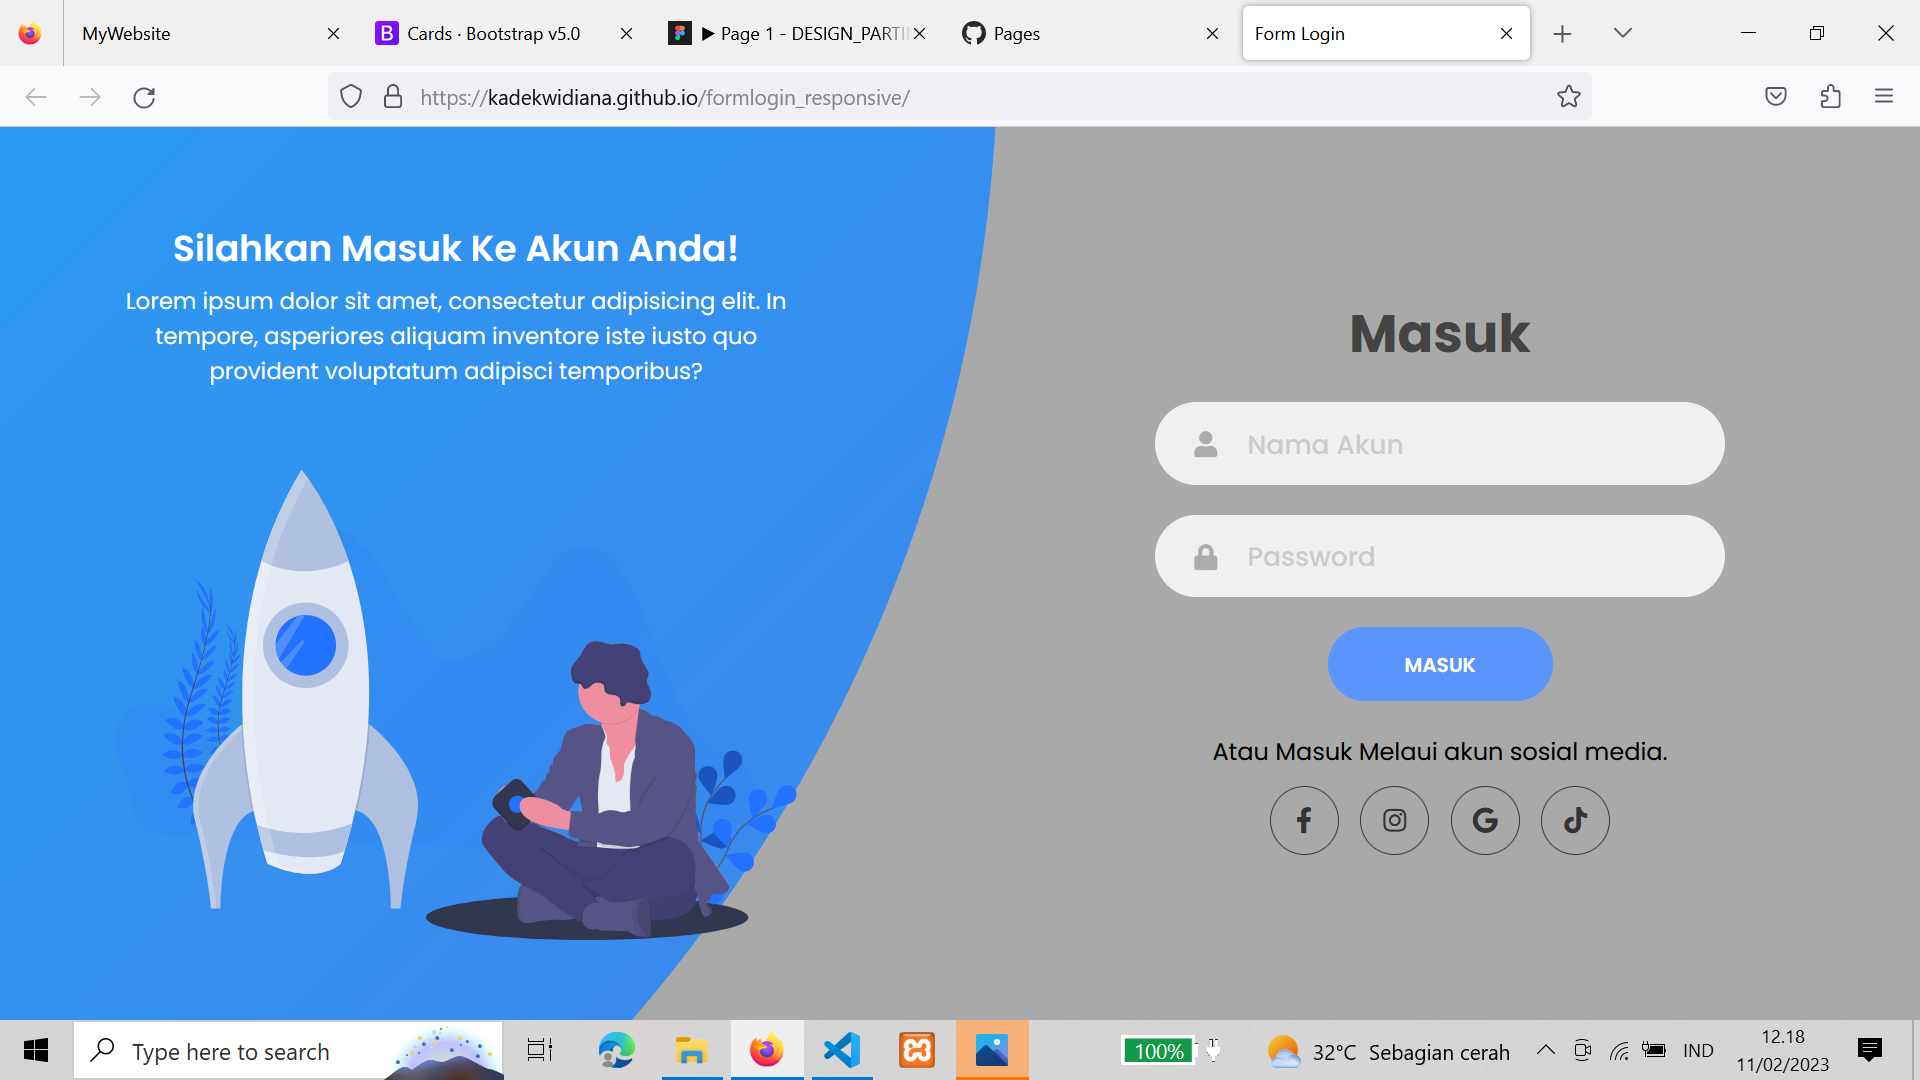 MyWebsite
Cards · Bootstrap v5.0
▶ Page 1 - DESIGN_PARTI
Pages
Form Login
https://kadekwidiana.github.io/formlogin_responsive/
Silahkan Masuk Ke Akun Anda!
Lorem ipsum dolor sit amet, consectetur adipisicing elit. In
tempore, asperiores aliquam inventore iste iusto quo
provident voluptatum adipisci temporibus?
Masuk
Nama Akun
Password
MASUK
Atau Masuk Melaui akun sosial media.
Type here to search
100%
32°C Sebagian cerah
IND
12.18
11/02/2023